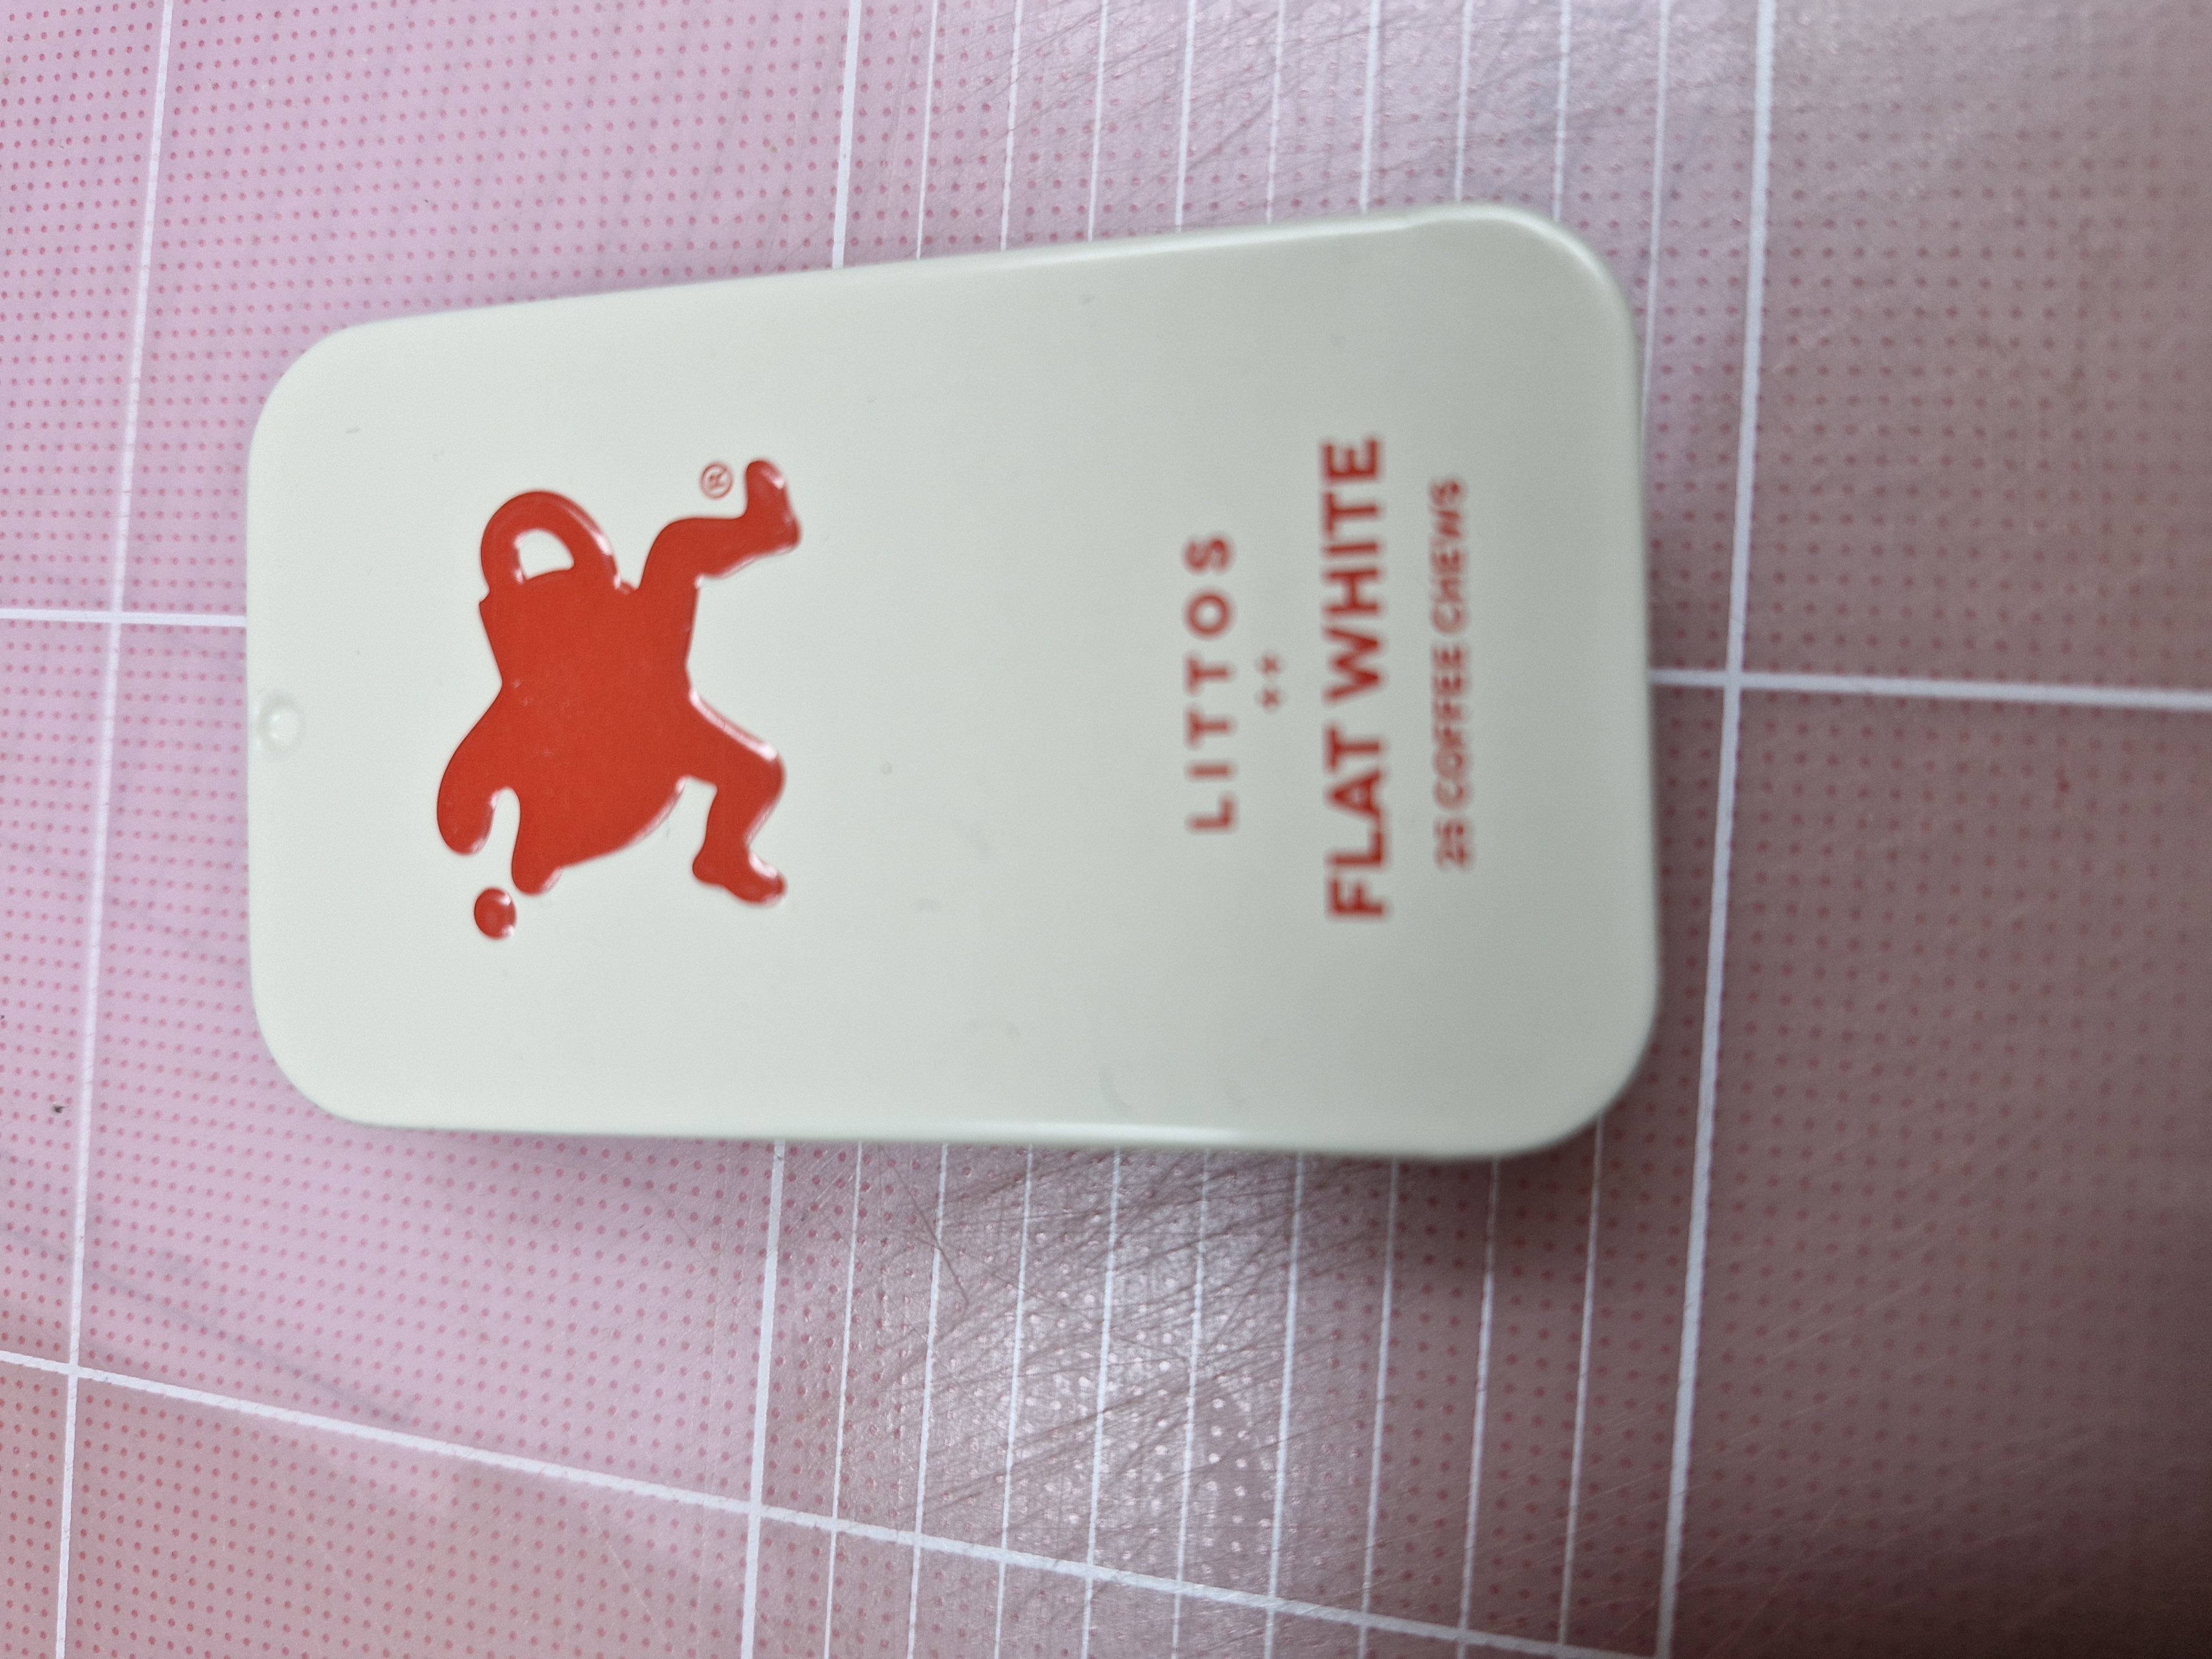 ®
LITTOS
FLAT WHITE
25 COFFEE CHEWS